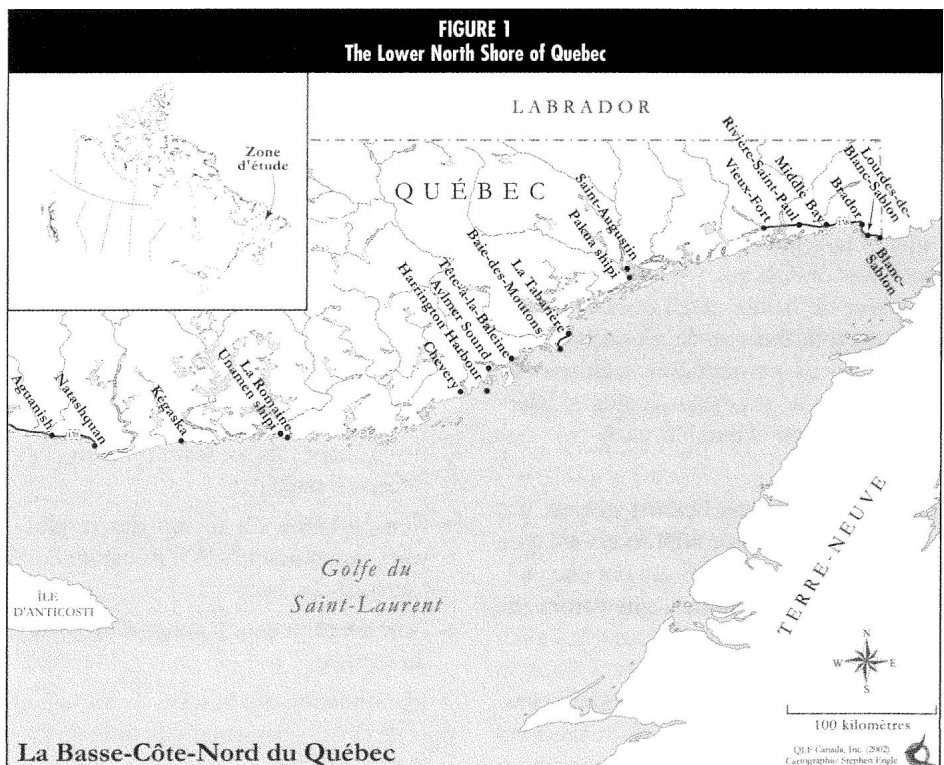 FIGURE 1
The Lower North Shore of Quebec
Zone
d'étude
LABRADOR
QUÉBEC
Aguanish
Natashquan
Kégaska
Unamen shipi
La Romaine
Chevery
Harrington Harbour
Aylmer Sound
Tête-à-la-Baleine
Baie-des-Moutons
La Tabatière
Pakua shipi
Saint-Augustin
Vieux-Fort
Rivière-Saint-Paul
Middle Bay
Brador
Lourdes-de-
Blanc-Sablon
Blanc-
Sablon
ÎLE
D'ANTICOSTI
Golfe du
Saint-Laurent
TERRE-NEUVE
N
W
E
S
100 kilomètres
La Basse-Côte-Nord du Québec
QLF Canada, Inc. (2002)
Cartographie: Stephen Engle